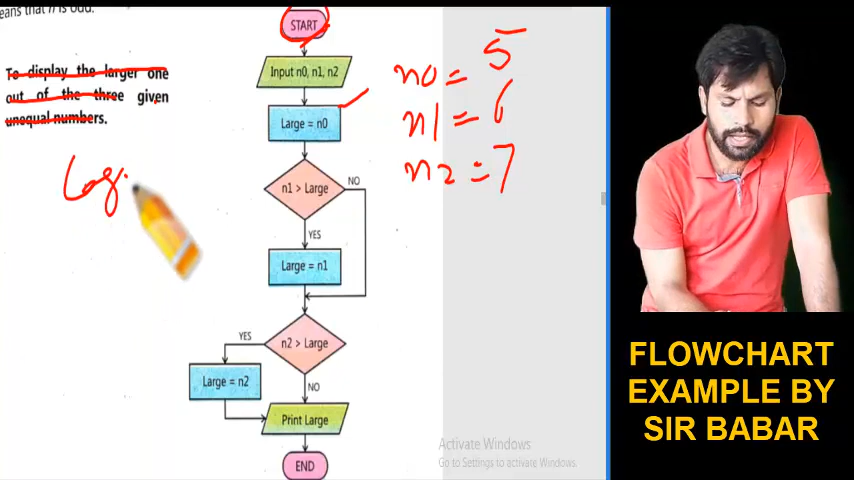 means that n is odd.
To display the larger one
out of the three given
unequal numbers.
START
Input n0, n1, n2
Large = n0
n1 > Large
NO
YES
Large = n1
n2 > Large
YES
NO
Large = n2
Print Large
END
n0 = 5
n1 = 6
n2 = 7
Activate Windows
Go to Settings to activate Windows.
FLOWCHART
EXAMPLE BY
SIR BABAR